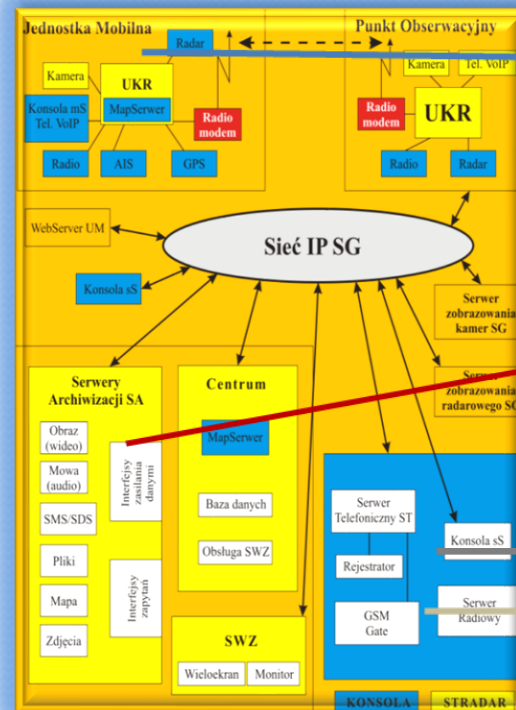 Jednostka Mobilna
Radar
Kamera
UKR
MapSerwer
Konsola mS
Tel. VoIP
Radio
modem
Radio
AIS
GPS
Punkt Obserwacyjny
Kamera
Tel. VoIP
Radio
modem
UKR
Radio
Radar
WebServer UM
Sieć IP SG
Konsola sS
Serwer
zobrazowania
kamer SG
Serwer
zobrazowania
radarowego SG
Serwery
Archiwizacji SA
Obraz
(wideo)
Mowa
(audio)
SMS/SDS
Pliki
Mapa
Zdjęcia
Interfejsy
zasilania
danymi
Interfejsy
zapytań
Centrum
MapSerwer
Baza danych
Obsługa SWZ
SWZ
Wieloekran
Monitor
Serwer
Telefoniczny ST
Rejestrator
GSM
Gate
Konsola sS
Serwer
Radiowy
KONSOLA
STRADAR